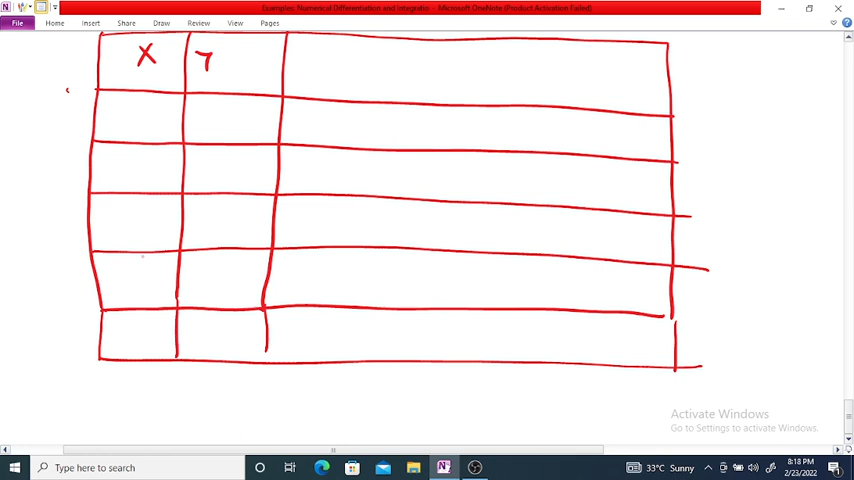 Examples: Numerical Differentiation and Integratin - Microsoft OneNote (Product Activation Failed)
File Home Insert Share Draw Review View Pages
X Y
Activate Windows
Go to Settings to activate Windows.
Type here to search
33°C Sunny
8:18 PM
2/23/2022